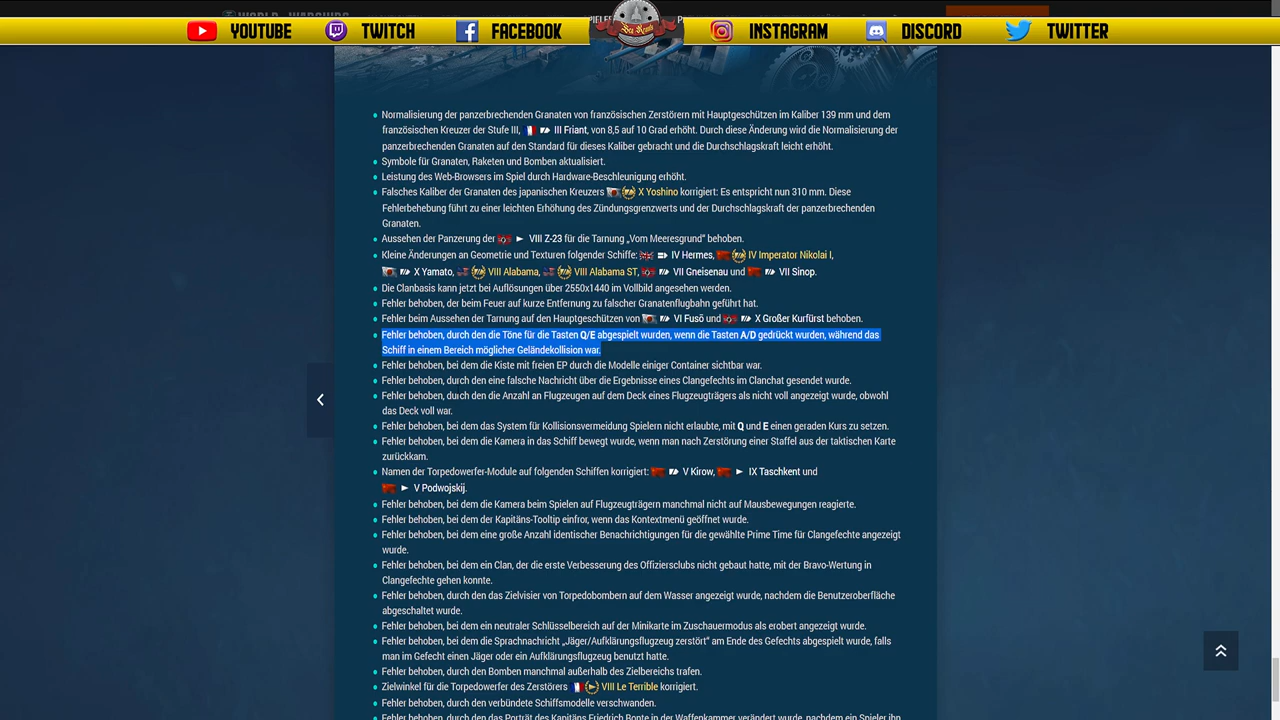 YOUTUBE TWITCH FACEBOOK INSTAGRAM DISCORD TWITTER
Normalisierung der panzerbrechenden Granaten von französischen Zerstörern mit Hauptgeschützen im Kaliber 139 mm und dem
französischen Kreuzer der Stufe III, III Friant, von 8,5 auf 10 Grad erhöht. Durch diese Änderung wird die Normalisierung der
panzerbrechenden Granaten auf den Standard für dieses Kaliber gebracht und die Durchschlagskraft leicht erhöht.
Symbole für Granaten, Raketen und Bomben aktualisiert.
Leistung des Web-Browsers im Spiel durch Hardware-Beschleunigung erhöht.
Falsches Kaliber der Granaten des japanischen Kreuzers X Yoshino korrigiert: Es entspricht nun 310 mm. Diese
Fehlerbehebung führt zu einer leichten Erhöhung des Zündungsgrenzwerts und der Durchschlagskraft der panzerbrechenden
Granaten.
Aussehen der Panzerung der VIII Z-23 für die Tarnung „Vom Meeresgrund“ behoben.
Kleine Änderungen an Geometrie und Texturen folgender Schiffe: IV Hermes, IV Imperator Nikolai I,
X Yamato, VIII Alabama, VIII Alabama ST, VII Gneisenau und VII Sinop.
Die Clanbasis kann jetzt bei Auflösungen über 2550x1440 im Vollbild angesehen werden.
Fehler behoben, der beim Feuer auf kurze Entfernung zu falscher Granatenflugbahn geführt hat.
Fehler beim Aussehen der Tarnung auf den Hauptgeschützen von VI Fusō und X Großer Kurfürst behoben.
Fehler behoben, durch den die Töne für die Tasten Q/E abgespielt wurden, wenn die Tasten A/D gedrückt wurden, während das
Schiff in einem Bereich möglicher Geländekollision war.
Fehler behoben, bei dem die Kiste mit freien EP durch die Modelle einiger Container sichtbar war.
Fehler behoben, durch den eine falsche Nachricht über die Ergebnisse eines Clangefechts im Clanchat gesendet wurde.
Fehler behoben, durch den die Anzahl an Flugzeugen auf dem Deck eines Flugzeugträgers als nicht voll angezeigt wurde, obwohl
das Deck voll war.
Fehler behoben, bei dem das System für Kollisionsvermeidung Spielern nicht erlaubte, mit Q und E einen geraden Kurs zu setzen.
Fehler behoben, bei dem die Kamera in das Schiff bewegt wurde, wenn man nach Zerstörung einer Staffel aus der taktischen Karte
zurückkam.
Namen der Torpedowerfer-Module auf folgenden Schiffen korrigiert: V Kirow, IX Taschkent und
V Podwojskij.
Fehler behoben, bei dem die Kamera beim Spielen auf Flugzeugträgern manchmal nicht auf Mausbewegungen reagierte.
Fehler behoben, bei dem der Kapitäns-Tooltip einfror, wenn das Kontextmenü geöffnet wurde.
Fehler behoben, bei dem eine große Anzahl identischer Benachrichtigungen für die gewählte Prime Time für Clangefechte angezeigt
wurde.
Fehler behoben, bei dem ein Clan, der die erste Verbesserung des Offiziersclubs nicht gebaut hatte, mit der Bravo-Wertung in
Clangefechte gehen konnte.
Fehler behoben, durch den das Zielvisier von Torpedobombern auf dem Wasser angezeigt wurde, nachdem die Benutzeroberfläche
abgeschaltet wurde.
Fehler behoben, bei dem ein neutraler Schlüsselbereich auf der Minikarte im Zuschauermodus als erobert angezeigt wurde.
Fehler behoben, bei dem die Sprachnachricht „Jäger/Aufklärungsflugzeug zerstört“ am Ende des Gefechts abgespielt wurde, falls
man im Gefecht einen Jäger oder ein Aufklärungsflugzeug benutzt hatte.
Fehler behoben, durch den Bomben manchmal außerhalb des Zielbereichs trafen.
Zielwinkel für die Torpedowerfer des Zerstörers VIII Le Terrible korrigiert.
Fehler behoben, durch den verbündete Schiffsmodelle verschwanden.
Fehler behoben, durch den das Porträt des Kapitäns Friedrich Bonte in der Waffenkammer verändert wurde, nachdem ein Spieler ihn